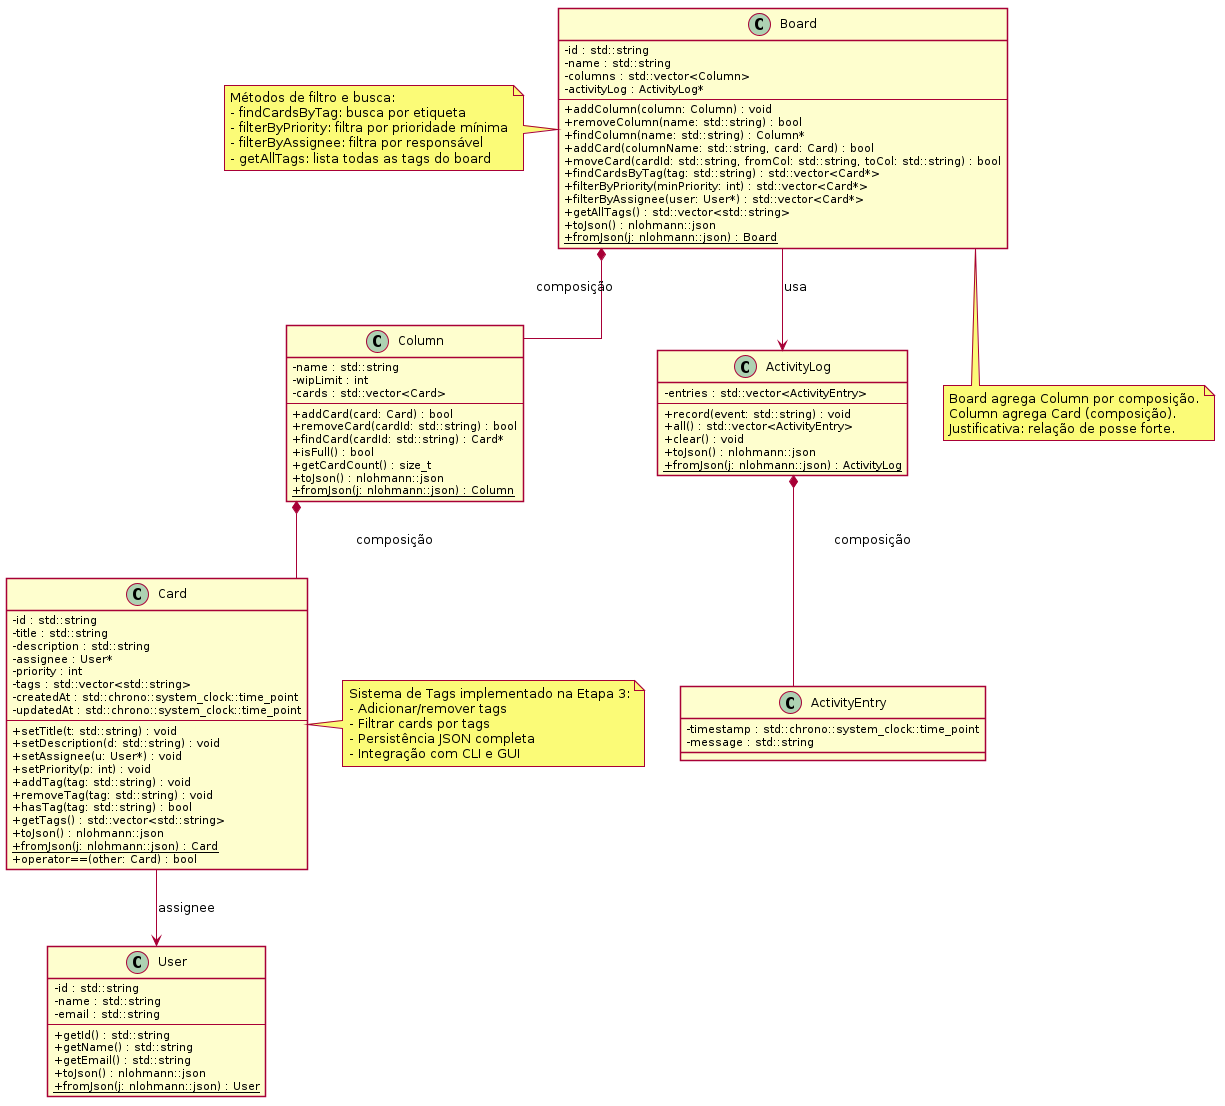 C Board
-id : std::string
-name : std::string
-columns : std::vector<Column>
-activityLog : ActivityLog*
+addColumn(column: Column) : void
+removeColumn(name: std::string) : bool
+findColumn(name: std::string) : Column*
+addCard(columnName: std::string, card: Card) : bool
+moveCard(cardId: std::string, fromCol: std::string, toCol: std::string) : bool
+findCardsByTag(tag: std::string) : std::vector<Card*>
+filterByPriority(minPriority: int) : std::vector<Card*>
+filterByAssignee(user: User*) : std::vector<Card*>
+getAllTags() : std::vector<std::string>
+toJson() : nlohmann::json
+fromJson(j: nlohmann::json) : Board
Métodos de filtro e busca:
- findCardsByTag: busca por etiqueta
- filterByPriority: filtra por prioridade mínima
- filterByAssignee: filtra por responsável
- getAllTags: lista todas as tags do board
composição
usa
C Column
-name : std::string
-wipLimit : int
-cards : std::vector<Card>
+addCard(card: Card) : bool
+removeCard(cardId: std::string) : bool
+findCard(cardId: std::string) : Card*
+isFull() : bool
+getCardCount() : size_t
+toJson() : nlohmann::json
+fromJson(j: nlohmann::json) : Column
C ActivityLog
-entries : std::vector<ActivityEntry>
+record(event: std::string) : void
+all() : std::vector<ActivityEntry>
+clear() : void
+toJson() : nlohmann::json
+fromJson(j: nlohmann::json) : ActivityLog
Board agrega Column por composição.
Column agrega Card (composição).
Justificativa: relação de posse forte.
composição
composição
C Card
-id : std::string
-title : std::string
-description : std::string
-assignee : User*
-priority : int
-tags : std::vector<std::string>
-createdAt : std::chrono::system_clock::time_point
-updatedAt : std::chrono::system_clock::time_point
+setTitle(t: std::string) : void
+setDescription(d: std::string) : void
+setAssignee(u: User*) : void
+setPriority(p: int) : void
+addTag(tag: std::string) : void
+removeTag(tag: std::string) : void
+hasTag(tag: std::string) : bool
+getTags() : std::vector<std::string>
+toJson() : nlohmann::json
+fromJson(j: nlohmann::json) : Card
+operator==(other: Card) : bool
Sistema de Tags implementado na Etapa 3:
- Adicionar/remover tags
- Filtrar cards por tags
- Persistência JSON completa
- Integração com CLI e GUI
C ActivityEntry
-timestamp : std::chrono::system_clock::time_point
-message : std::string
assignee
C User
-id : std::string
-name : std::string
-email : std::string
+getId() : std::string
+getName() : std::string
+getEmail() : std::string
+toJson() : nlohmann::json
+fromJson(j: nlohmann::json) : User